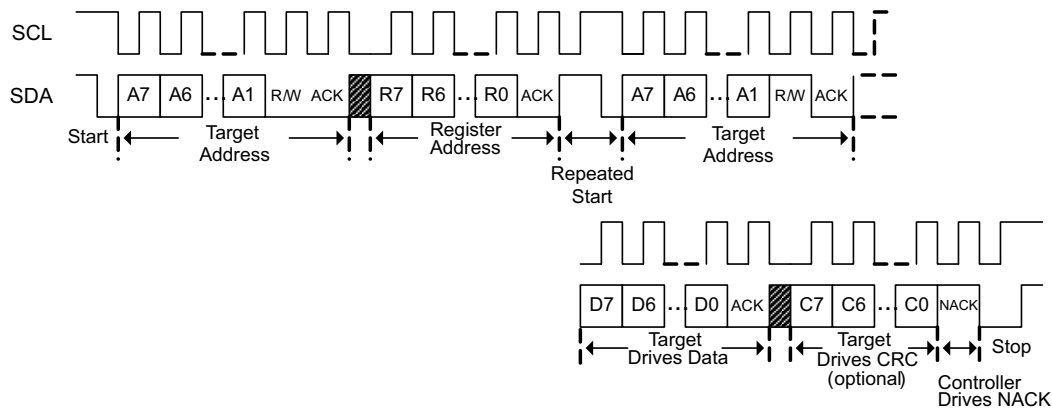 SCL
SDA
A7 A6 ... A1 R/W ACK R7 R6 ... R0 ACK A7 A6 ... A1 R/W ACK
Start
Target
Address
Register
Address
Repeated
Start
Target
Address
D7 D6 ... D0 ACK C7 C6 ... C0 NACK
Target
Drives Data
Target
Drives CRC
(optional)
Stop
Controller
Drives NACK